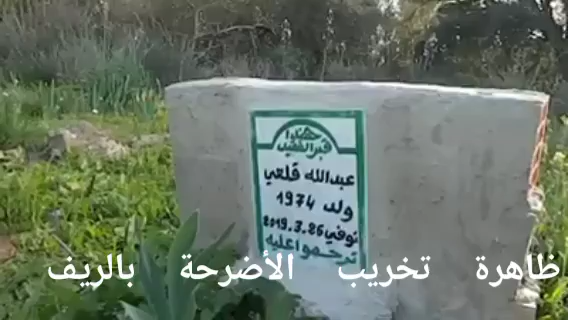 هذا
قبر الفقيد
عبدالله قلعي
ولد 1974
توفي 2019.3.26
ترحموا عليه
ظاهرة تخريب الأضرحة بالريف